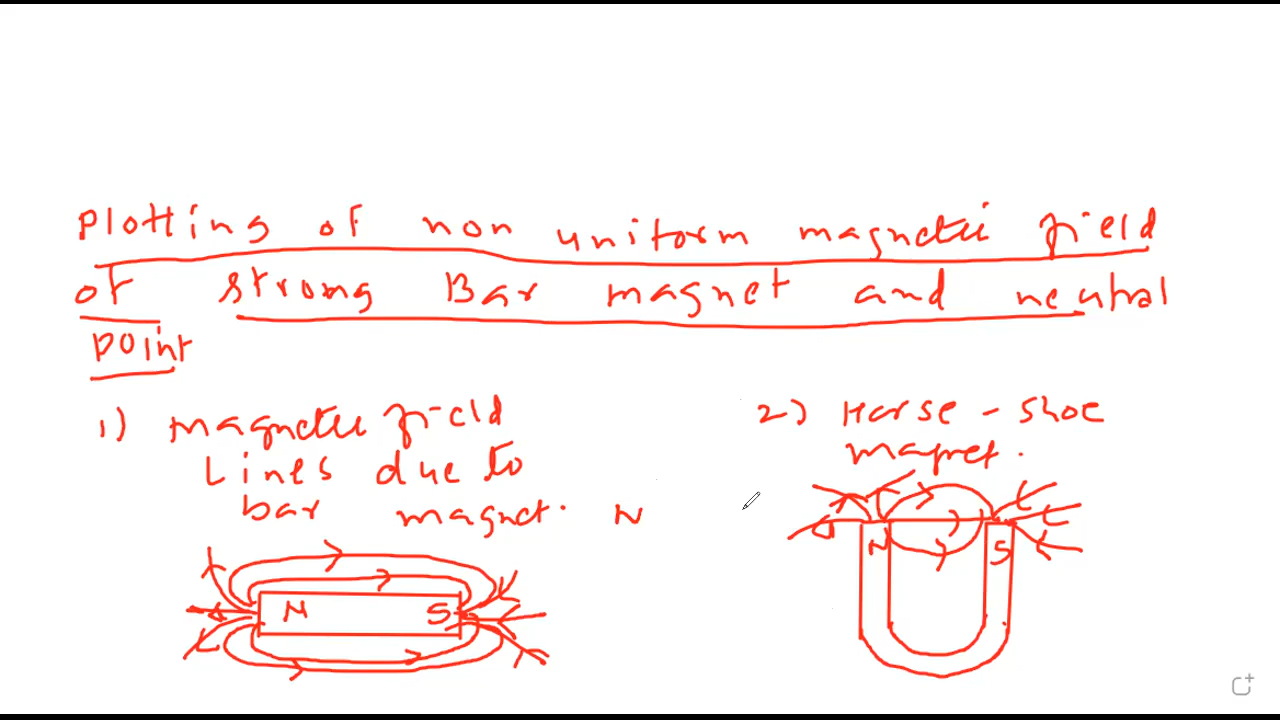 Plotting of non uniform magnetic field
of strong Bar magnet and neutral
point
1) magnetic field
Lines due to
bar magnet. N
2) Horse - shoe
magnet.
N S
N S